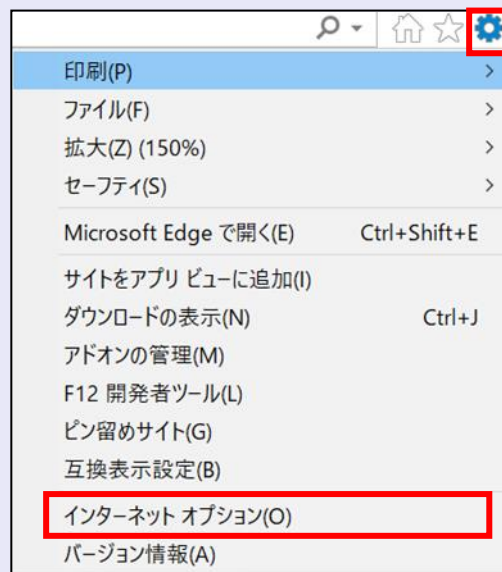 印刷(P)
ファイル(F)
拡大(Z) (150%)
セーフティ(S)
Microsoft Edge で開く(E) Ctrl+Shift+E
サイトをアプリ ビューに追加(I)
ダウンロードの表示(N) Ctrl+J
アドオンの管理(M)
F12 開発者ツール(L)
ピン留めサイト(G)
互換表示設定(B)
インターネット オプション(O)
バージョン情報(A)